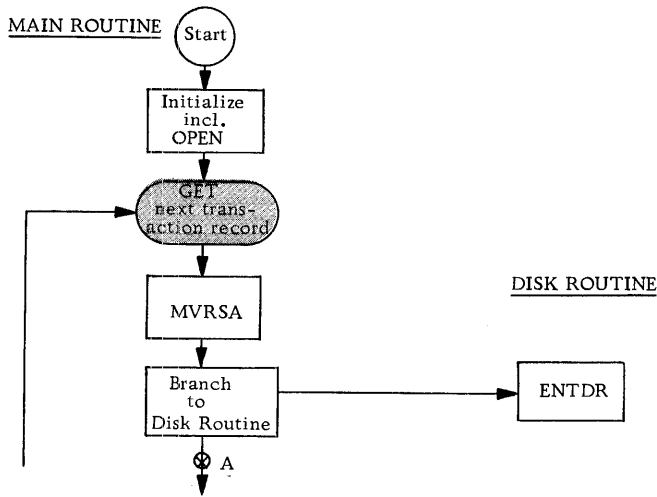 MAIN ROUTINE
Start
Initialize
incl.
OPEN
GET
next trans-
action record
MVRSA
DISK ROUTINE
Branch
to
Disk Routine
ENTDR
A